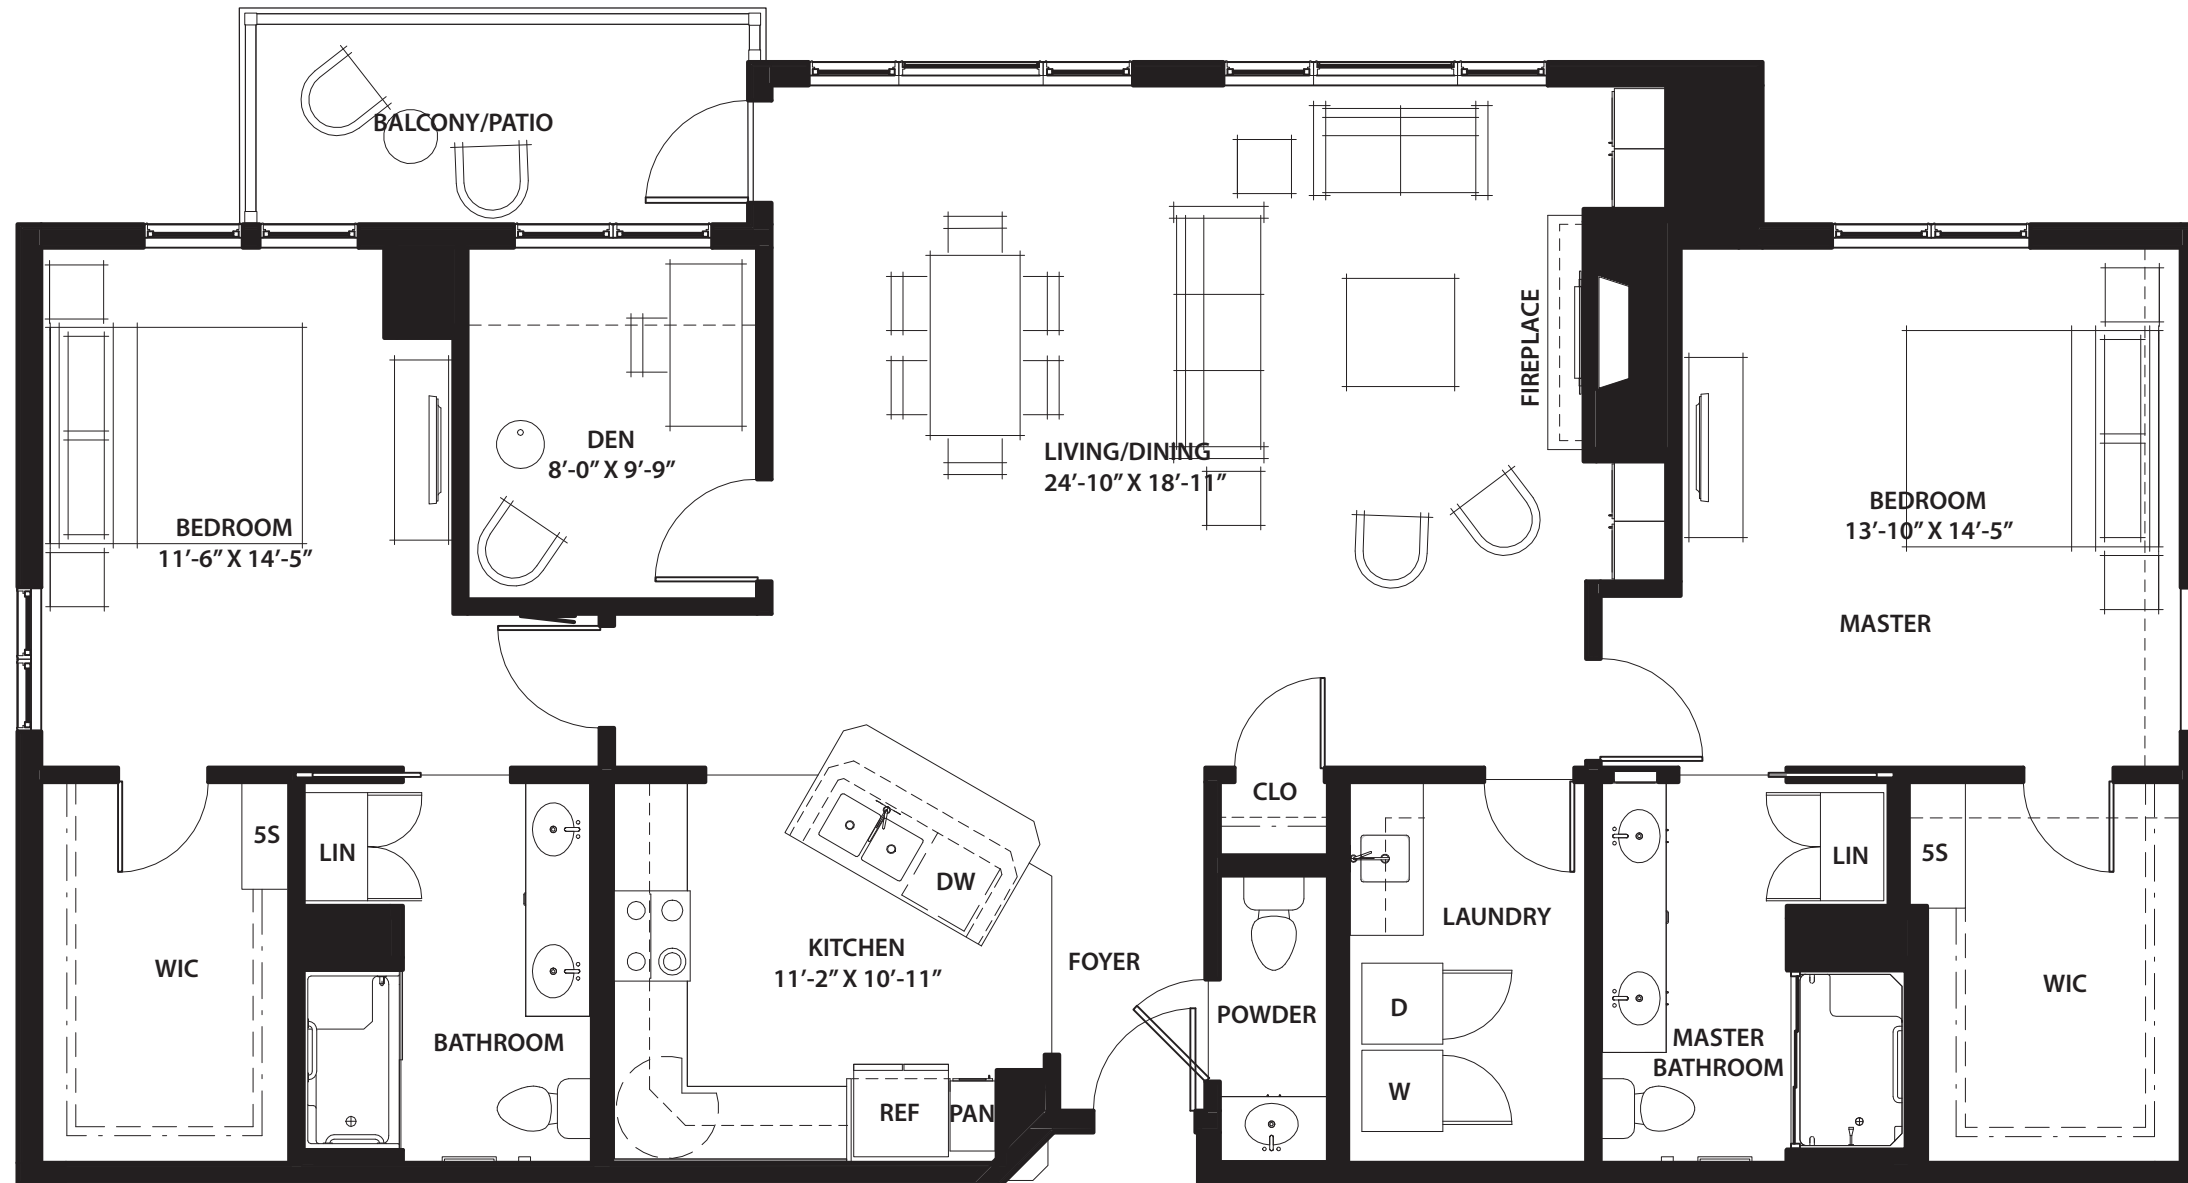 BALCONY/PATIO
FIREPLACE
DEN
8’-0” X 9’-9”
LIVING/DINING
24’-10” X 18’-11”
BEDROOM
11’-6” X 14’-5”
BEDROOM
13’-10” X 14’-5”
MASTER
CLO
5S
LIN
DW
LIN
5S
LAUNDRY
KITCHEN
11’-2” X 10’-11”
FOYER
WIC
WIC
D
POWDER
BATHROOM
MASTER
BATHROOM
W
REF
PAN